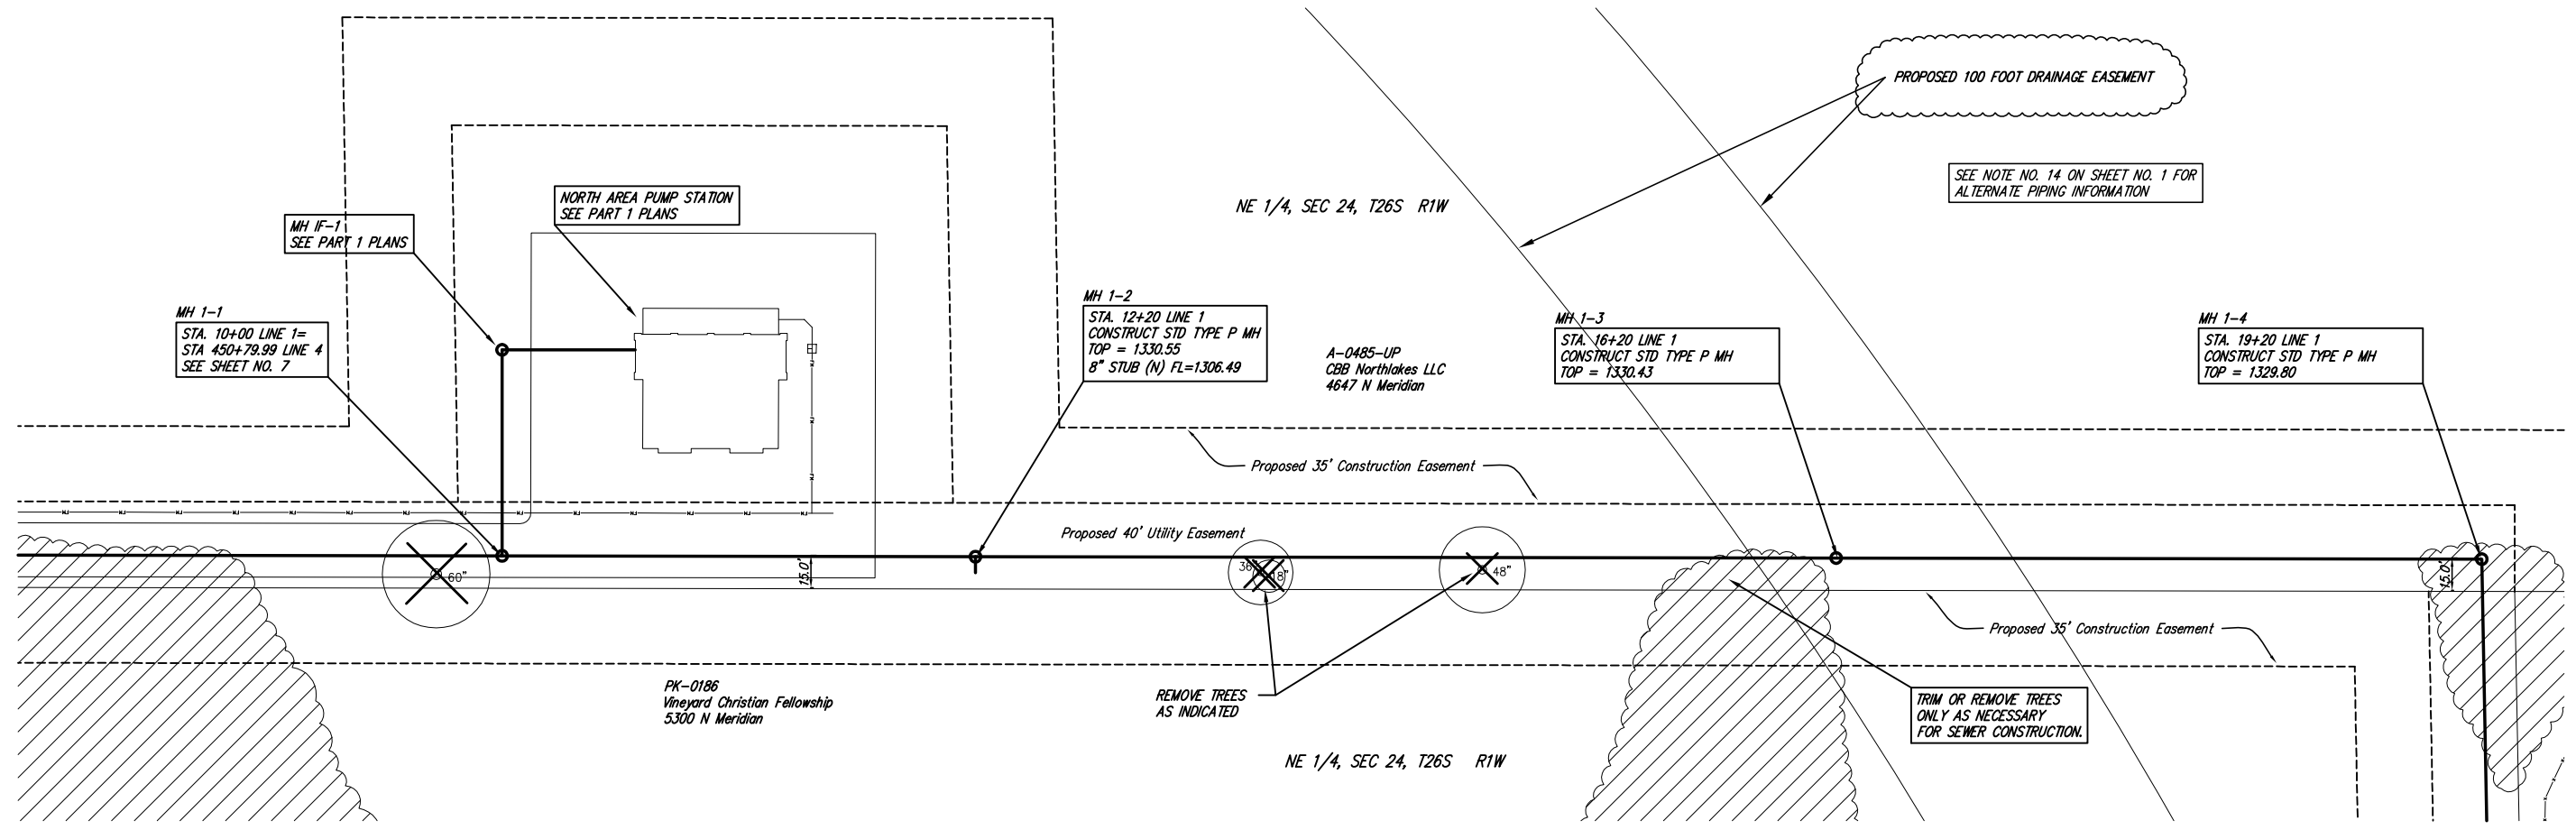 PROPOSED 100 FOOT DRAINAGE EASEMENT
SEE NOTE NO. 14 ON SHEET NO. 1 FOR
ALTERNATE PIPING INFORMATION
NORTH AREA PUMP STATION
SEE PART 1 PLANS
NE 1/4, SEC 24, T26S R1W
MH IF-1
SEE PART 1 PLANS
MH 1-1
STA. 10+00 LINE 1=
STA 450+79.99 LINE 4
SEE SHEET NO. 7
MH 1-2
STA. 12+20 LINE 1
CONSTRUCT STD TYPE P MH
TOP = 1330.55
8" STUB (N) FL=1306.49
A-0485-UP
CBB Northlakes LLC
4647 N Meridian
MH 1-3
STA. 16+20 LINE 1
CONSTRUCT STD TYPE P MH
TOP = 1330.43
MH 1-4
STA. 19+20 LINE 1
CONSTRUCT STD TYPE P MH
TOP = 1329.80
Proposed 35' Construction Easement
Proposed 40' Utility Easement
60"
15.0'
36"
18"
48"
15.0'
Proposed 35' Construction Easement
PK-0186
Vineyard Christian Fellowship
5300 N Meridian
REMOVE TREES
AS INDICATED
TRIM OR REMOVE TREES
ONLY AS NECESSARY
FOR SEWER CONSTRUCTION.
NE 1/4, SEC 24, T26S R1W